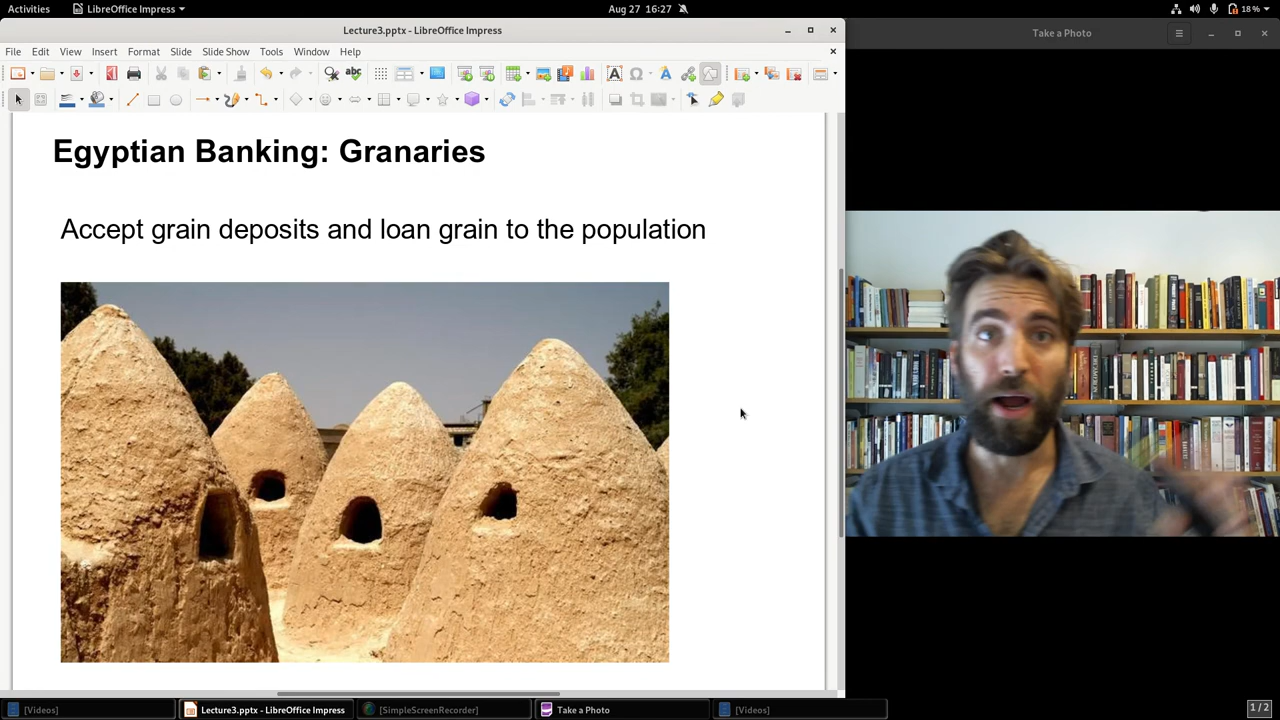 Activities LibreOffice Impress Aug 27 16:27 18%
Lecture3.pptx - LibreOffice Impress
Take a Photo
File Edit View Insert Format Slide Slide Show Tools Window Help
Egyptian Banking: Granaries
Accept grain deposits and loan grain to the population
[Videos] Lecture3.pptx - LibreOffice Impress [SimpleScreenRecorder] Take a Photo [Videos] 1/2